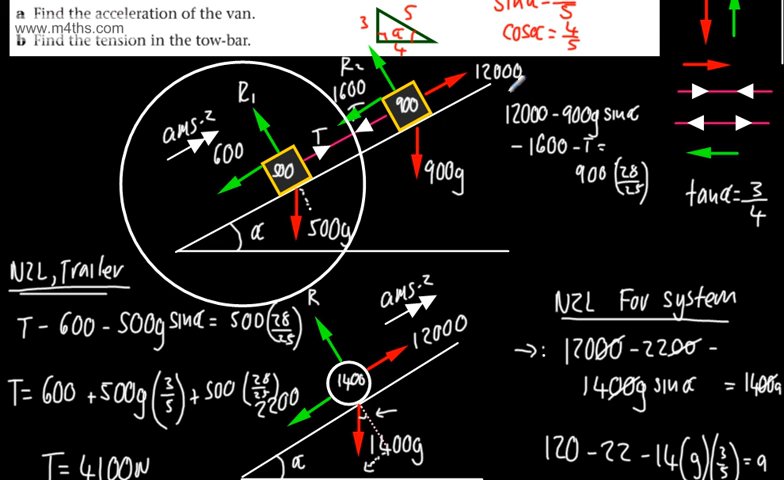 a Find the acceleration of the van.
www.m4ths.com
b Find the tension in the tow-bar.
3
5
α
4
5
cosα = 4/5
R₂
12000
1600
T
900
R₁
ams⁻²
600
T
500
900g
500g
α
12000 - 900g sinα
- 1600 - T =
900 (28/25)
tanα = 3/4
N2L, Trailer
T - 600 - 500g sinα = 500 (28/25)
T = 600 + 500g (3/5) + 500 (28/25)
T = 4100N
R
ams⁻²
12000
1400
2200
1400g
α
N2L For system
→: 12000 - 2200 -
1400g sinα = 1400a
120 - 22 - 14(g)(3/5) = a